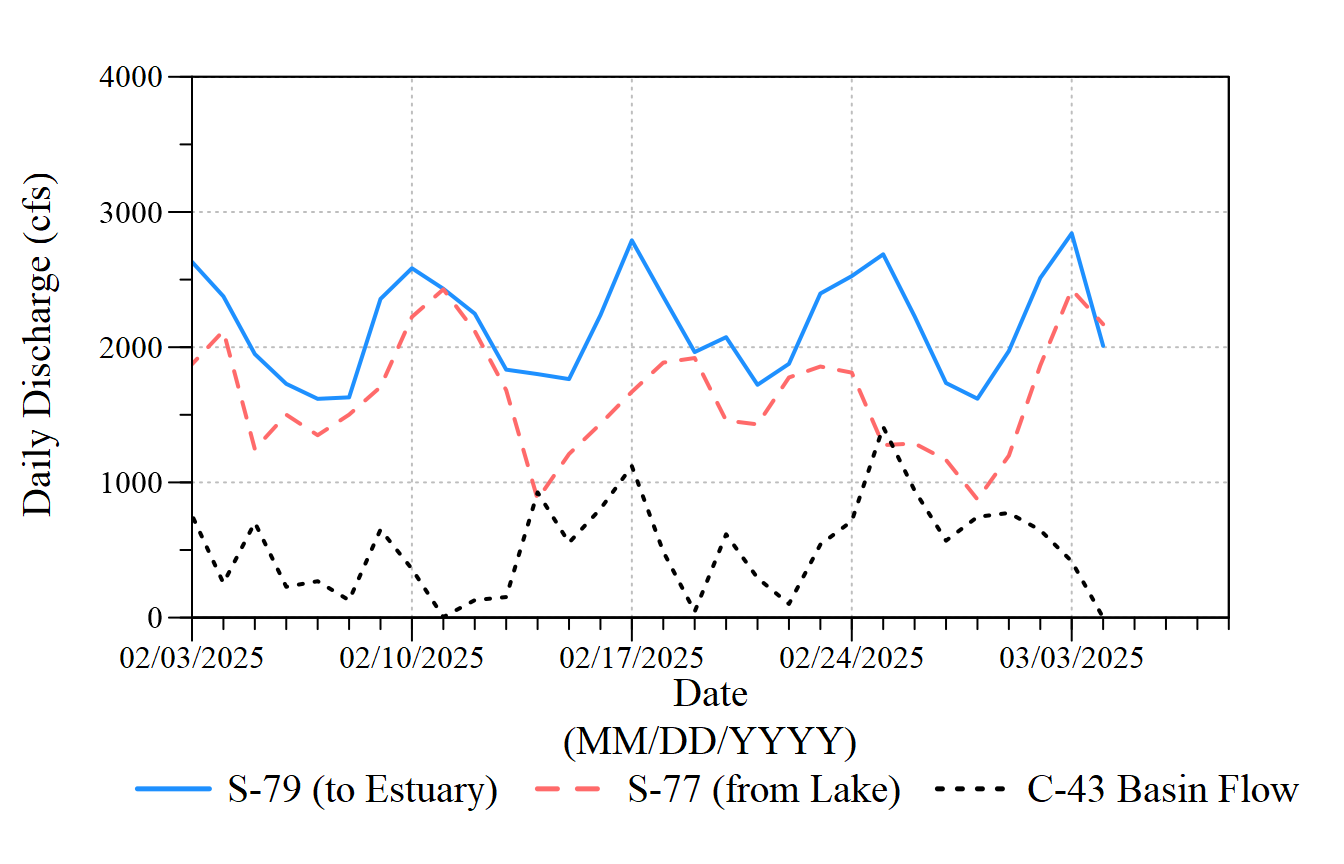 4000
3000
2000
1000
0
Daily Discharge (cfs)
02/03/2025 02/10/2025 02/17/2025 02/24/2025 03/03/2025
Date
(MM/DD/YYYY)
S-79 (to Estuary) S-77 (from Lake) C-43 Basin Flow